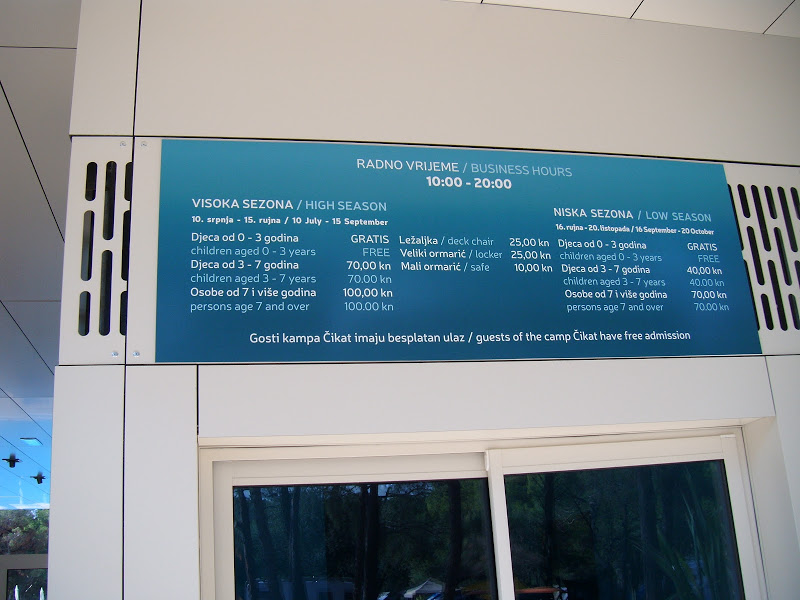 RADNO VRIJEME / BUSINESS HOURS
10:00 - 20:00
VISOKA SEZONA / HIGH SEASON
10. srpnja - 15. rujna / 10 July - 15 September
Djeca od 0 - 3 godina GRATIS
children aged 0 - 3 years FREE
Djeca od 3 - 7 godina 70,00 kn
children aged 3 - 7 years 70.00 kn
Osobe od 7 i više godina 100,00 kn
persons age 7 and over 100.00 kn
Ležaljka / deck chair 25,00 kn
Veliki ormarić / locker 25,00 kn
Mali ormarić / safe 10,00 kn
NISKA SEZONA / LOW SEASON
16. rujna - 20. listopada / 16 September - 20 October
Djeca od 0 - 3 godina GRATIS
children aged 0 - 3 years FREE
Djeca od 3 - 7 godina 40,00 kn
children aged 3 - 7 years 40.00 kn
Osobe od 7 i više godina 70,00 kn
persons age 7 and over 70.00 kn
Gosti kampa Čikat imaju besplatan ulaz / guests of the camp Čikat have free admission